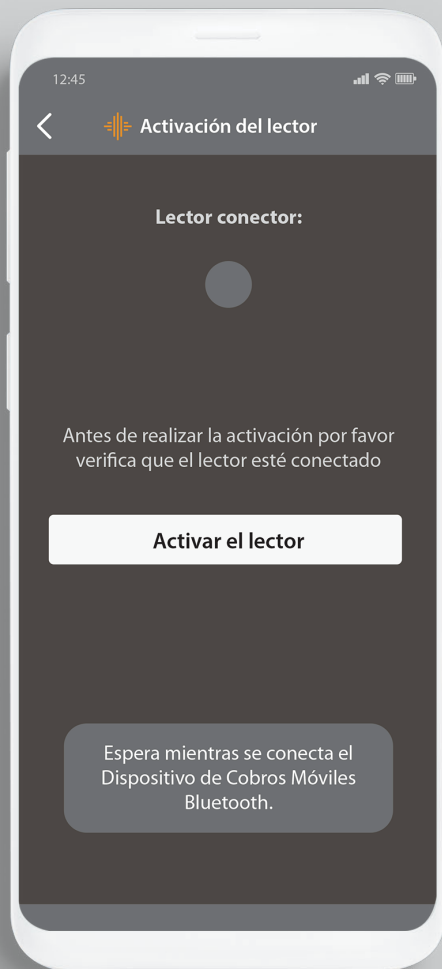 12:45
Activación del lector
Lector conector:
Antes de realizar la activación por favor
verifica que el lector esté conectado
Activar el lector
Espera mientras se conecta el
Dispositivo de Cobros Móviles
Bluetooth.